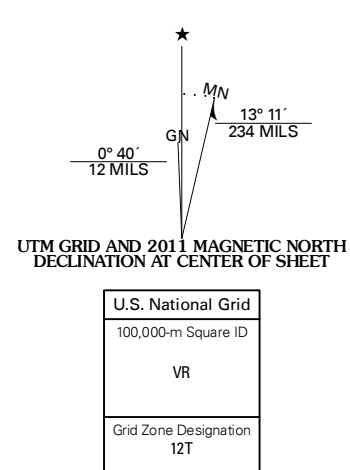 ★
MN
GN
13° 11´
234 MILS
0° 40´
12 MILS
UTM GRID AND 2011 MAGNETIC NORTH
DECLINATION AT CENTER OF SHEET
U.S. National Grid
100,000-m Square ID
VR
Grid Zone Designation
12T